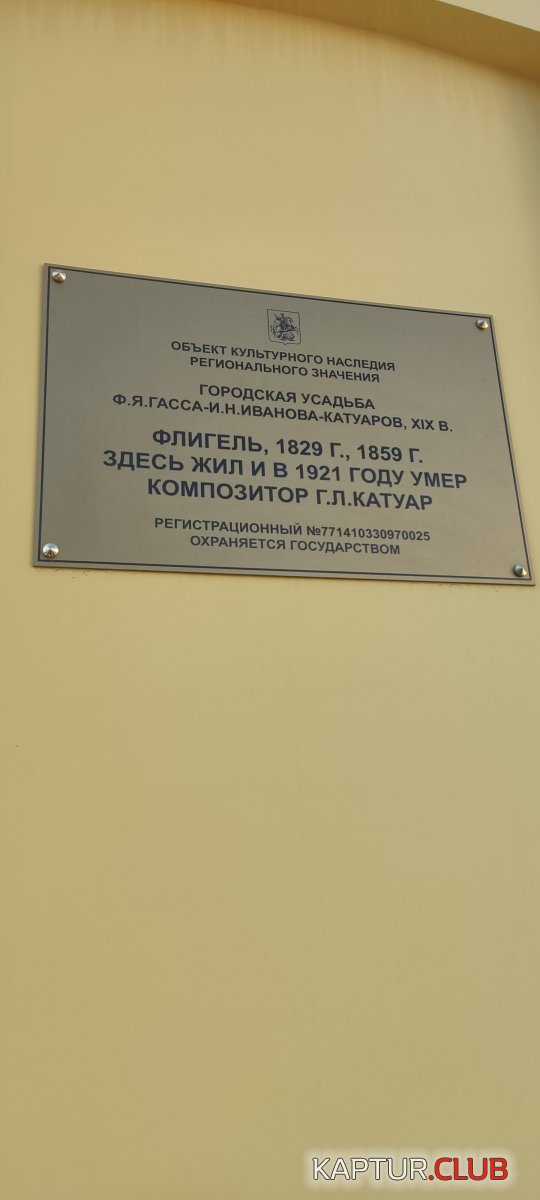 ОБЪЕКТ КУЛЬТУРНОГО НАСЛЕДИЯ
РЕГИОНАЛЬНОГО ЗНАЧЕНИЯ
ГОРОДСКАЯ УСАДЬБА
Ф.Я.ГАССА-И.Н.ИВАНОВА-КАТУАРОВ, XIX В.
ФЛИГЕЛЬ, 1829 Г., 1859 Г.
ЗДЕСЬ ЖИЛ И В 1921 ГОДУ УМЕР
КОМПОЗИТОР Г.Л.КАТУАР
РЕГИСТРАЦИОННЫЙ №771410330970025
ОХРАНЯЕТСЯ ГОСУДАРСТВОМ
KAPTUR.CLUB